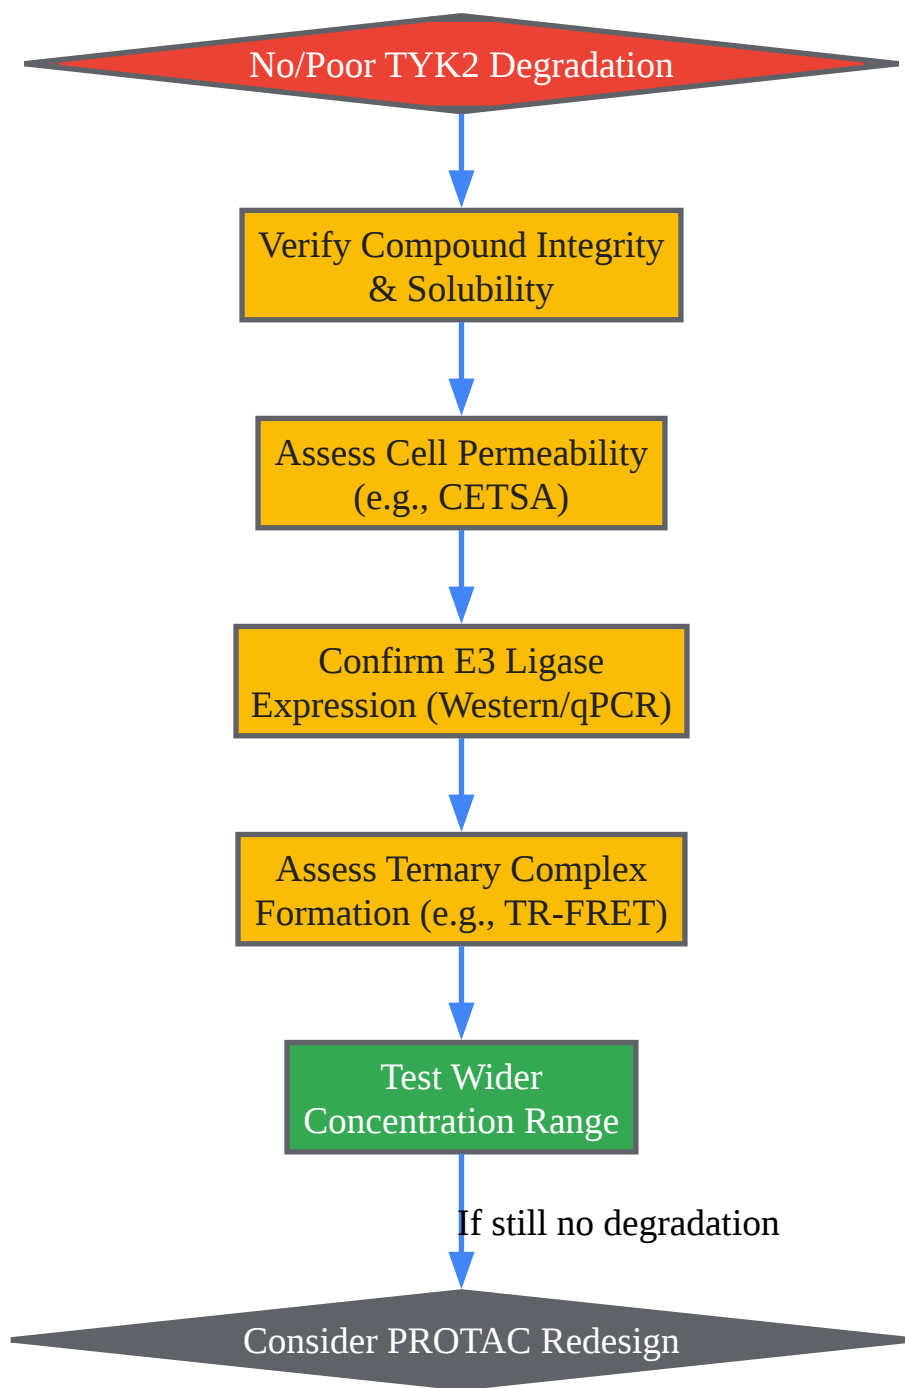 No/Poor TYK2 Degradation
Verify Compound Integrity
& Solubility
Assess Cell Permeability
(e.g., CETSA)
Confirm E3 Ligase
Expression (Western/qPCR)
Assess Ternary Complex
Formation (e.g., TR-FRET)
Test Wider
Concentration Range
If still no degradation
Consider PROTAC Redesign